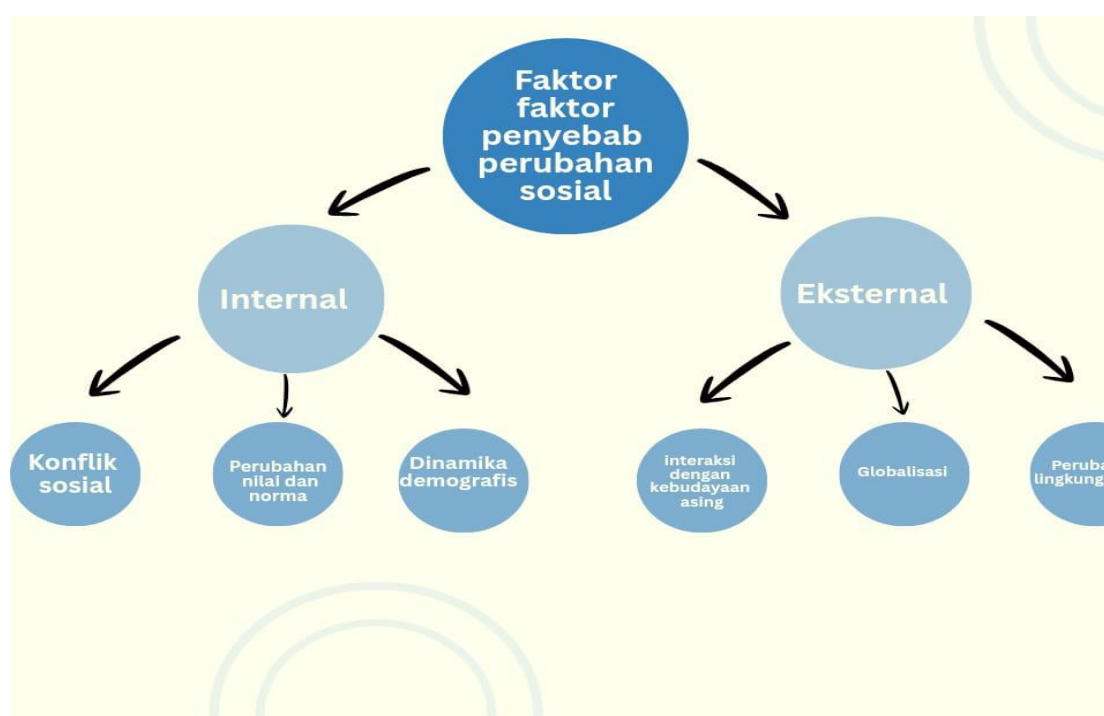 Faktor
faktor
penyebab
perubahan
sosial
Internal
Eksternal
Konflik
sosial
Perubahan
nilai dan
norma
Dinamika
demografis
interaksi
dengan
kebudayaan
asing
Globalisasi